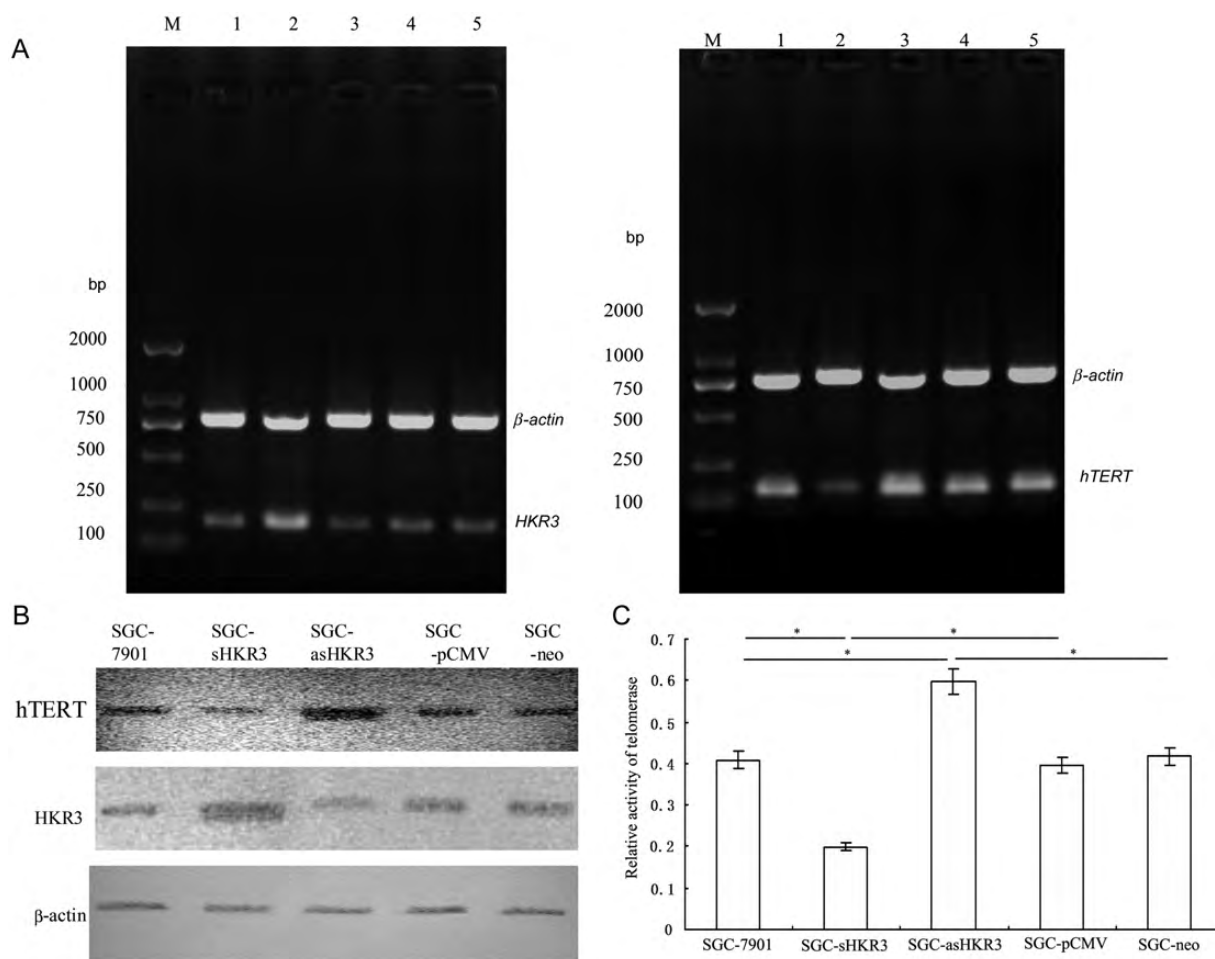 A
M 1 2 3 4 5
bp
2000
1000
750
500
250
100
β-actin
HKR3
M 1 2 3 4 5
bp
2000
1000
750
500
250
100
β-actin
hTERT
B
SGC-7901
SGC-sHKR3
SGC-asHKR3
SGC-pCMV
SGC-neo
hTERT
HKR3
β-actin
C
Relative activity of telomerase
0.7
0.6
0.5
0.4
0.3
0.2
0.1
0
* *
* *
SGC-7901 SGC-sHKR3 SGC-asHKR3 SGC-pCMV SGC-neo